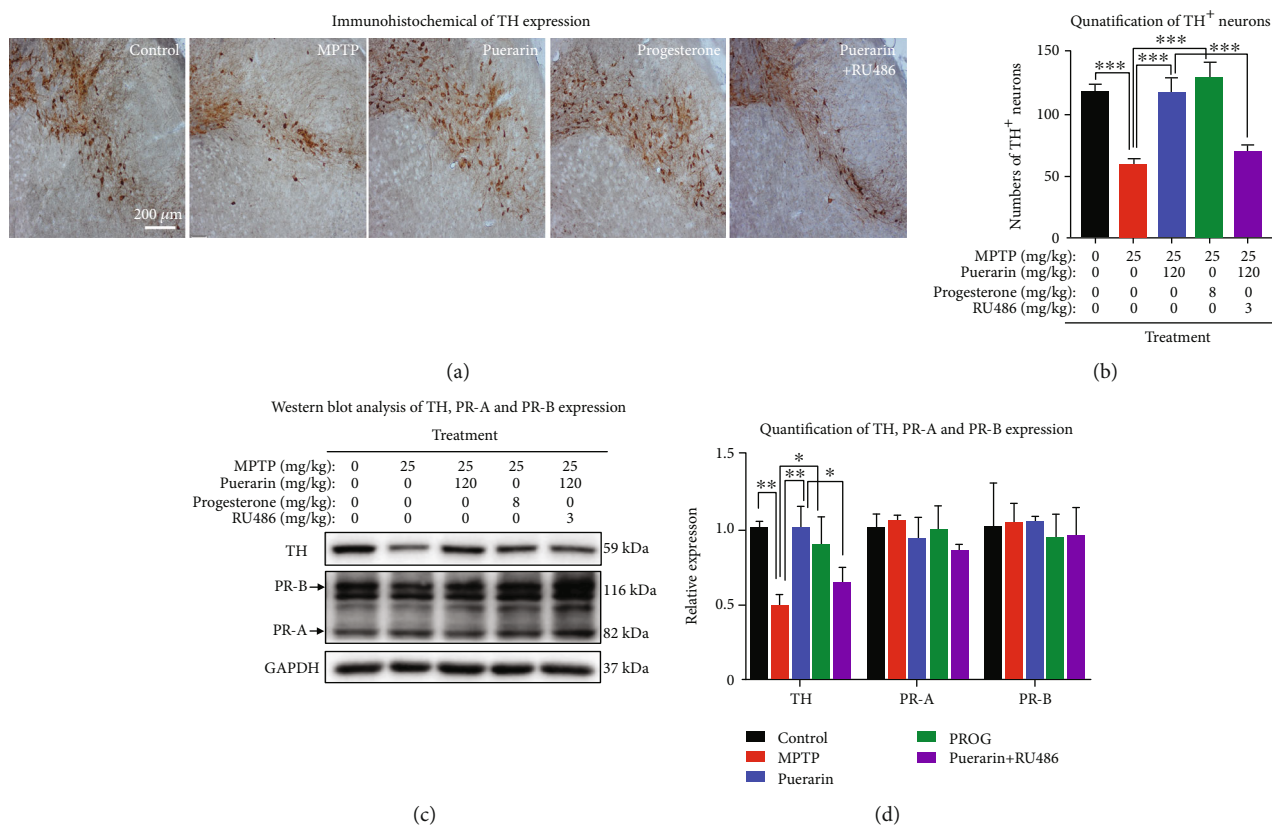 Immunohistochemical of TH expression
Control
MPTP
Puerarin
Progesterone
Puerarin
+RU486
200 μm
(a)
Qunatification of TH+ neurons
Numbers of TH+ neurons
150
100
50
0
*** *** *** ***
MPTP (mg/kg): 0 25 25 25 25
Puerarin (mg/kg): 0 0 120 0 120
Progesterone (mg/kg): 0 0 0 8 0
RU486 (mg/kg): 0 0 0 0 3
Treatment
(b)
Western blot analysis of TH, PR-A and PR-B expression
Treatment
MPTP (mg/kg): 0 25 25 25 25
Puerarin (mg/kg): 0 0 120 0 120
Progesterone (mg/kg): 0 0 0 8 0
RU486 (mg/kg): 0 0 0 0 3
TH 59 kDa
PR-B 116 kDa
PR-A 82 kDa
GAPDH 37 kDa
(c)
Quantification of TH, PR-A and PR-B expression
Relative expresson
1.5
1.0
0.5
0
** ** * *
TH PR-A PR-B
Control
MPTP
Puerarin
PROG
Puerarin+RU486
(d)